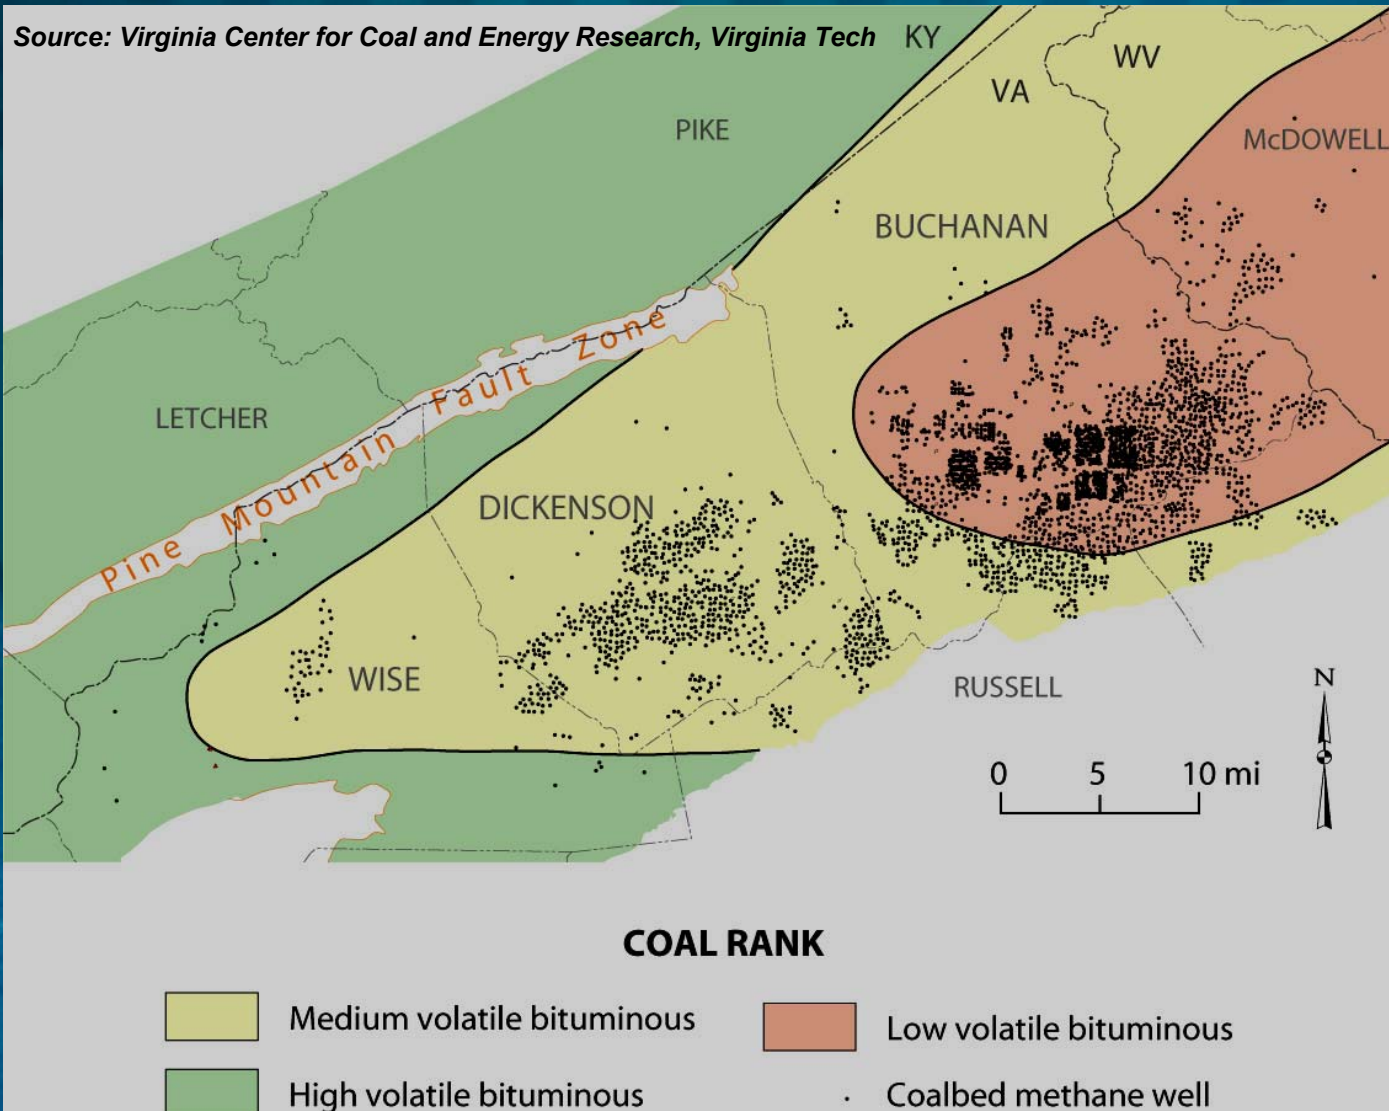 Source: Virginia Center for Coal and Energy Research, Virginia Tech
KY
WV
VA
PIKE
McDOWELL
BUCHANAN
Pine Mountain Fault Zone
LETCHER
DICKENSON
WISE
RUSSELL
N
0 5 10 mi
COAL RANK
Medium volatile bituminous
Low volatile bituminous
High volatile bituminous
Coalbed methane well